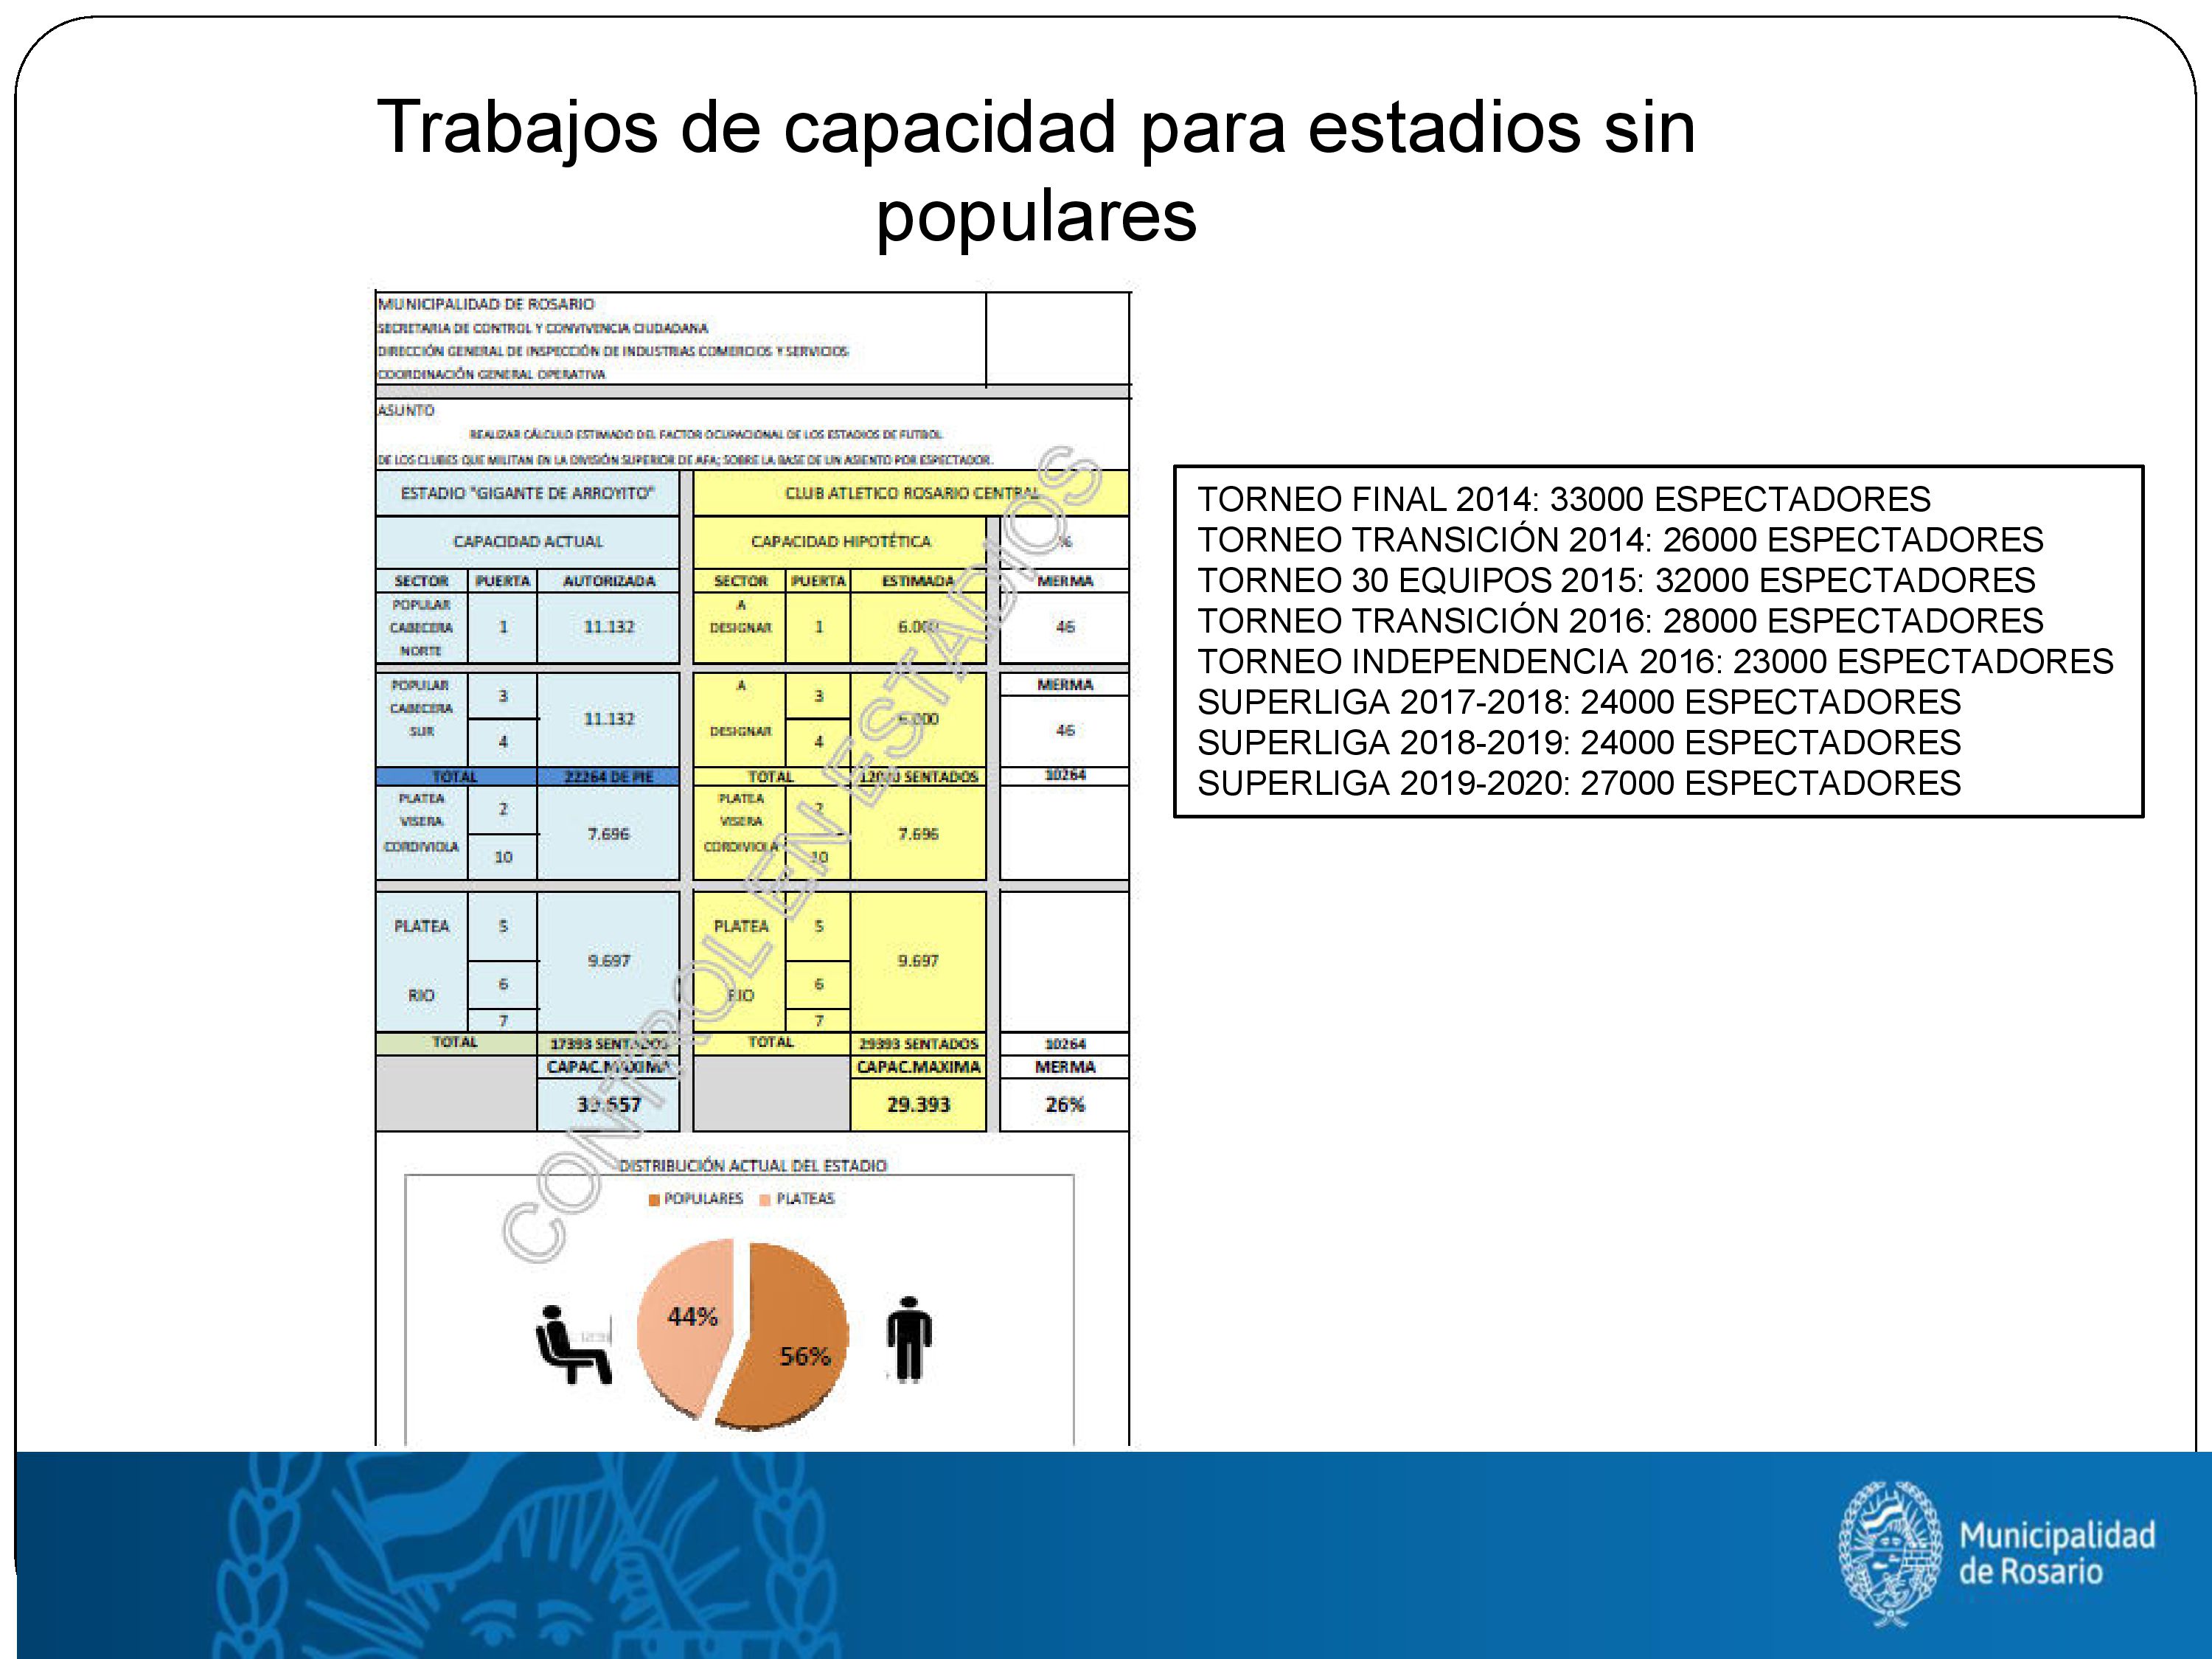 Trabajos de capacidad para estadios sin
populares
MUNICIPALIDAD DE ROSARIO
SECRETARIA DE CONTROL Y CONVIVENCIA CIUDADANA
DIRECCIÓN GENERAL DE INSPECCIÓN DE INDUSTRIAS COMERCIOS Y SERVICIOS
COORDINACIÓN GENERAL OPERATIVA
ASUNTO
REALIZAR CÁLCULO ESTIMADO DEL FACTOR OCUPACIONAL DE LOS ESTADIOS DE FUTBOL
DE LOS CLUBES QUE MILITAN EN LA DIVISIÓN SUPERIOR DE AFA; SOBRE LA BASE DE UN ASIENTO POR ESPECTADOR.
ESTADIO "GIGANTE DE ARROYITO" CLUB ATLETICO ROSARIO CENTRAL
CAPACIDAD ACTUAL CAPACIDAD HIPOTÉTICA %
SECTOR PUERTA AUTORIZADA SECTOR PUERTA ESTIMADA MERMA
POPULAR A
CABECERA 1 11.132 DESIGNAR 1 6.000 46
NORTE
POPULAR 3 A 3 MERMA
CABECERA
SUR 11.132 DESIGNAR 6.000 46
4 4
TOTAL 22264 DE PIE TOTAL 12000 SENTADOS 10264
PLATEA 2 PLATEA 2
VISERA 7.696 VISERA 7.696
CORDIVIOLA 10 CORDIVIOLA 10
PLATEA 5 PLATEA 5
9.697 9.697
RIO 6 RIO 6
7 7
TOTAL 17393 SENTADOS TOTAL 29393 SENTADOS 10264
CAPAC.MAXIMA CAPAC.MAXIMA MERMA
39.657 29.393 26%
DISTRIBUCIÓN ACTUAL DEL ESTADIO
POPULARES PLATEAS
44%
56%
CONTROL EN ESTADIOS
TORNEO FINAL 2014: 33000 ESPECTADORES
TORNEO TRANSICIÓN 2014: 26000 ESPECTADORES
TORNEO 30 EQUIPOS 2015: 32000 ESPECTADORES
TORNEO TRANSICIÓN 2016: 28000 ESPECTADORES
TORNEO INDEPENDENCIA 2016: 23000 ESPECTADORES
SUPERLIGA 2017-2018: 24000 ESPECTADORES
SUPERLIGA 2018-2019: 24000 ESPECTADORES
SUPERLIGA 2019-2020: 27000 ESPECTADORES
Municipalidad
de Rosario